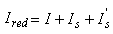 I_red = I + I_s + I_s'